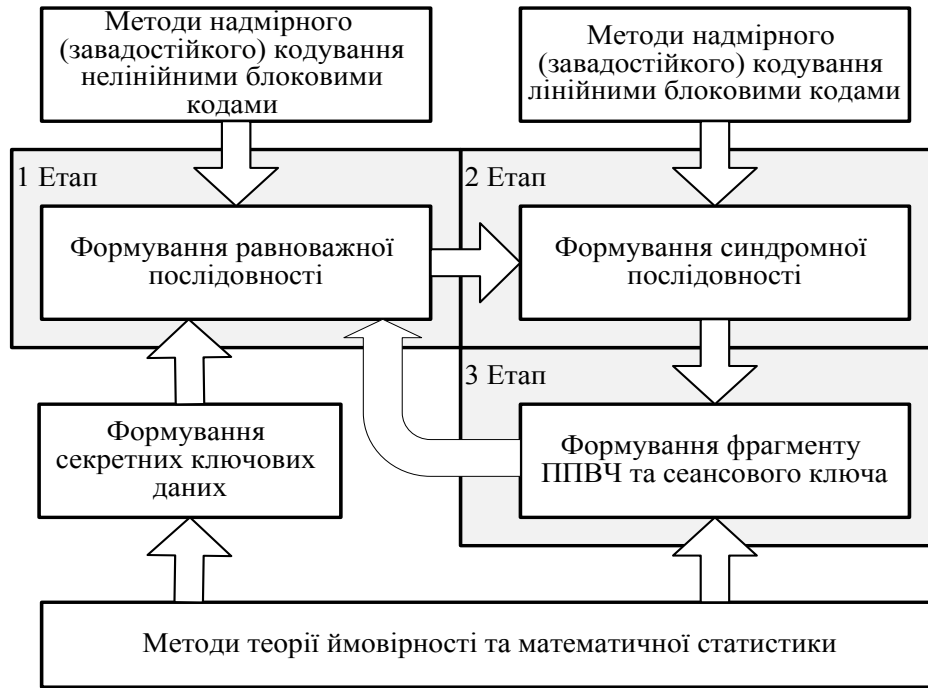 Методи надмірного
(завадостійкого) кодування
нелінійними блоковими
кодами
Методи надмірного
(завадостійкого) кодування
лінійними блоковими кодами
1 Етап
2 Етап
Формування равноважної
послідовності
Формування синдромної
послідовності
3 Етап
Формування
секретних ключових
даних
Формування фрагменту
ППВЧ та сеансового ключа
Методи теорії ймовірності та математичної статистики